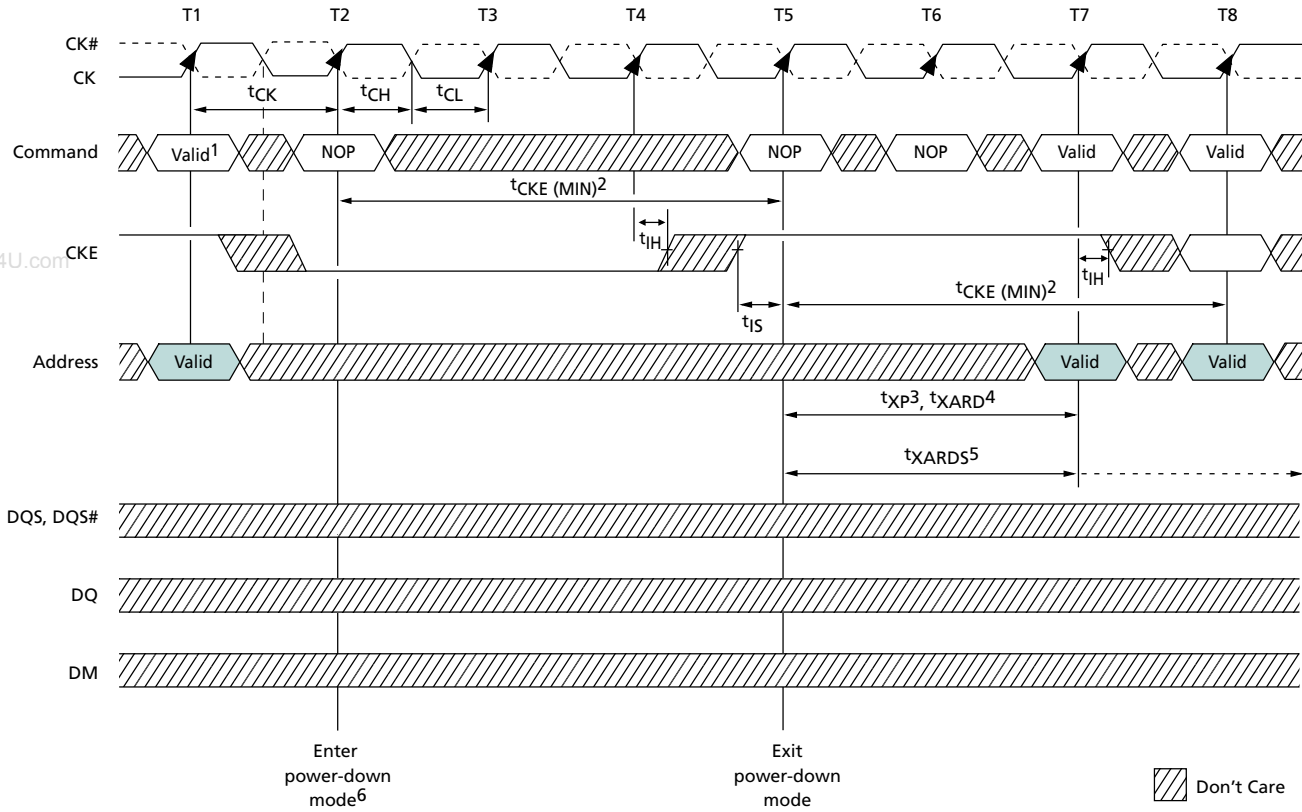 T1 T2 T3 T4 T5 T6 T7 T8
CK#
CK
tCK tCH tCL
Command Valid1 NOP NOP NOP Valid Valid
tCKE (MIN)2
tIH
4U.com
CKE
tIH
tCKE (MIN)2
tIS
Address Valid Valid Valid
tXP3, tXARD4
tXARDS5
DQS, DQS#
DQ
DM
Enter
power-down
mode6
Exit
power-down
mode
Don't Care